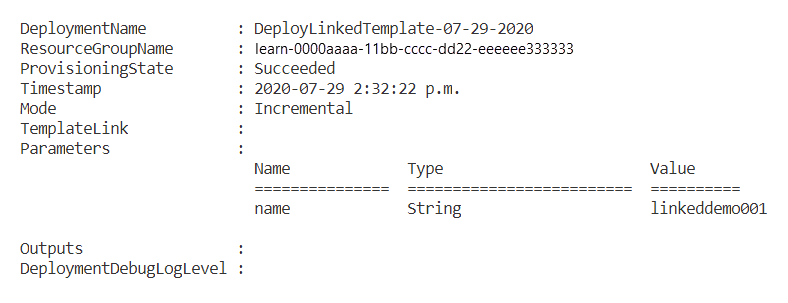 DeploymentName : DeployLinkedTemplate-07-29-2020
ResourceGroupName : learn-0000aaaa-11bb-cccc-dd22-eeeeee333333
ProvisioningState : Succeeded
Timestamp : 2020-07-29 2:32:22 p.m.
Mode : Incremental
TemplateLink :
Parameters :
Name Type Value
=============== ========================= ==========
name String linkeddemo001
Outputs :
DeploymentDebugLogLevel :